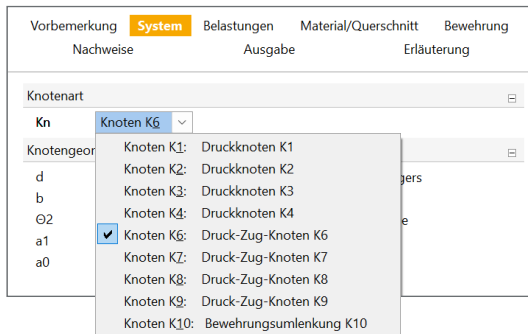 Vorbemerkung System Belastungen Material/Querschnitt Bewehrung
Nachweise Ausgabe Erläuterung
Knotenart
Kn Knoten K6
Knoten K1: Druckknoten K1
Knotengeor
Knoten K2: Druckknoten K2
d gers
Knoten K3: Druckknoten K3
b
Knoten K4: Druckknoten K4
Θ2 e
Knoten K6: Druck-Zug-Knoten K6
a1
Knoten K7: Druck-Zug-Knoten K7
a0
Knoten K8: Druck-Zug-Knoten K8
Knoten K9: Druck-Zug-Knoten K9
Knoten K10: Bewehrungsumlenkung K10